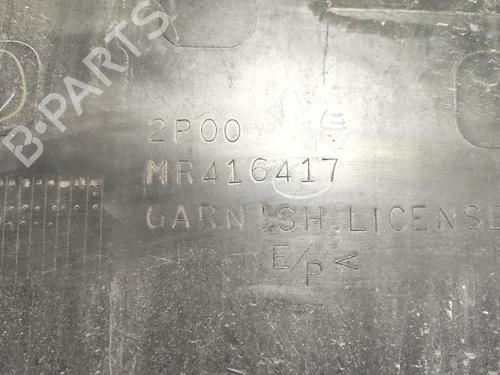 B-PARTS
2P00
MR416417
GARNISH.LICENSE
>PP+E/P<